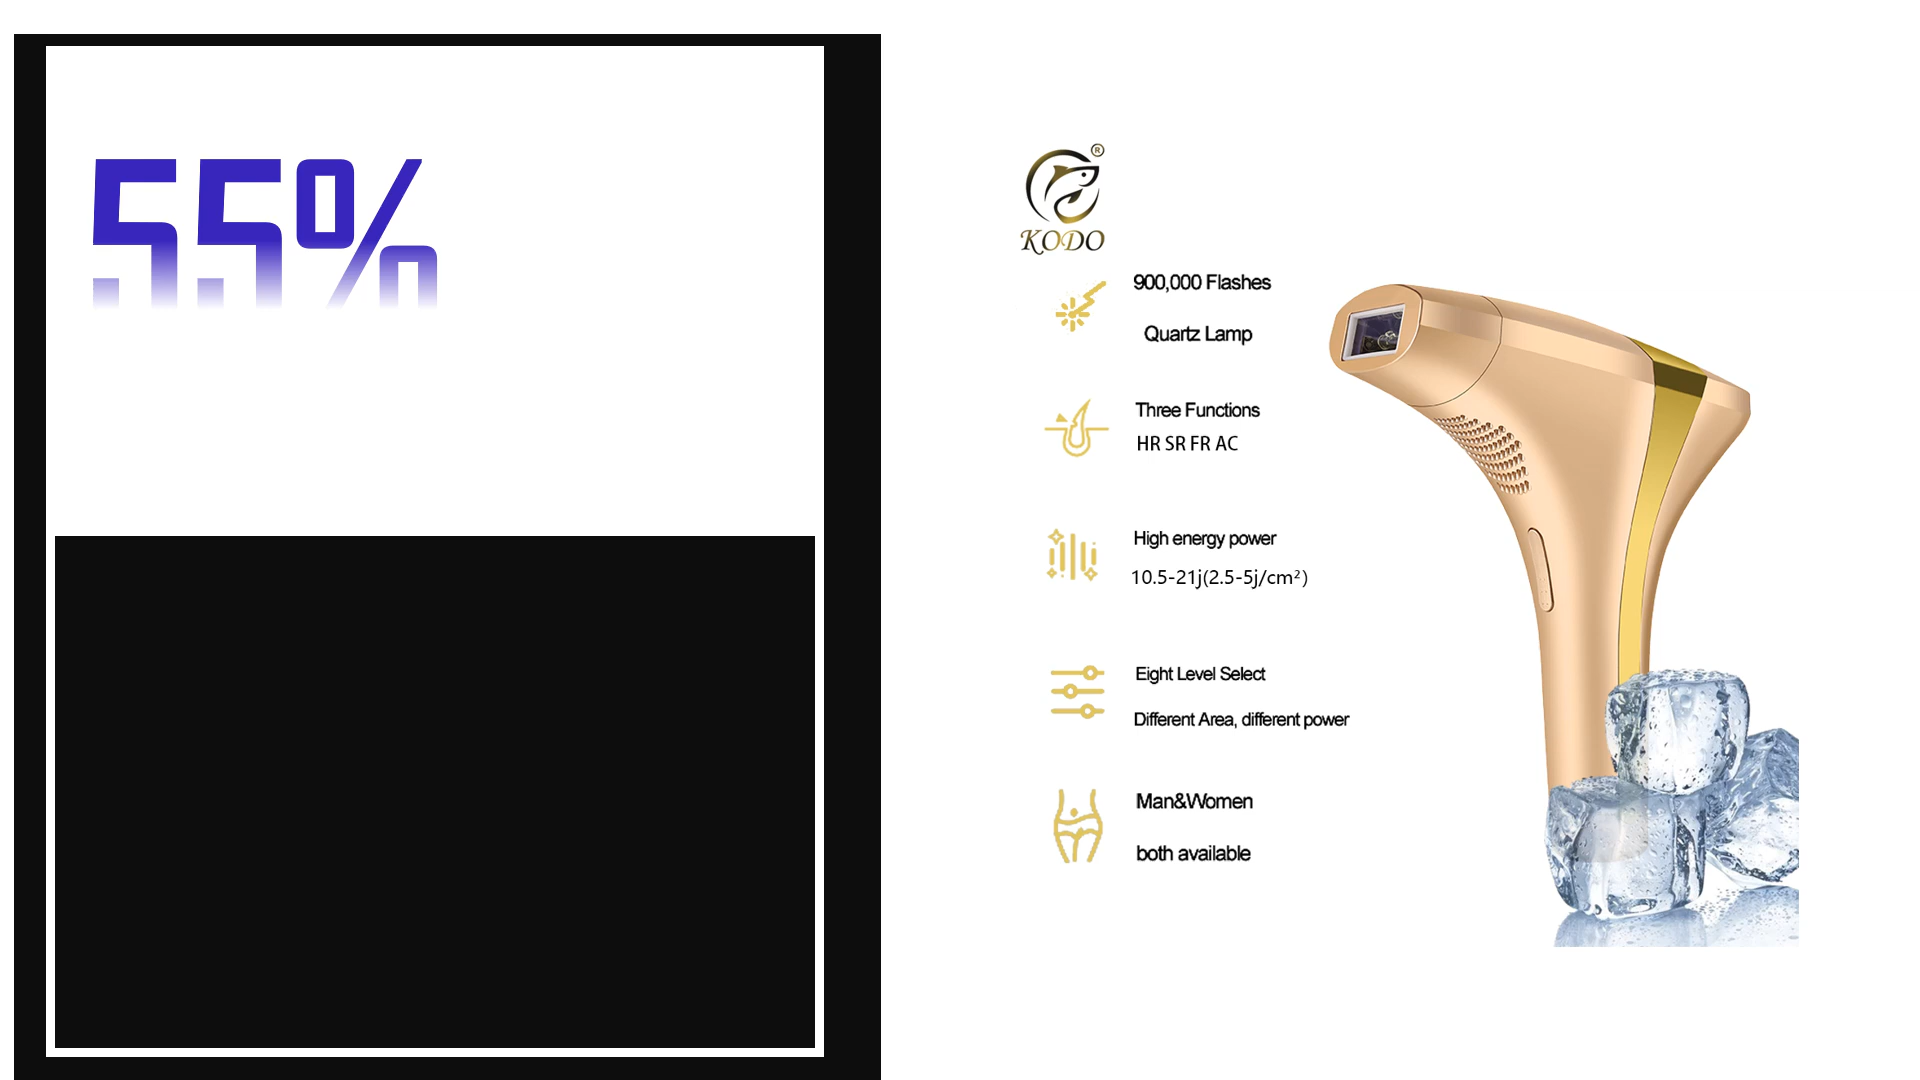 55%
®
KODO
900,000 Flashes
Quartz Lamp
Three Functions
HR SR FR AC
High energy power
10.5-21j(2.5-5j/cm²)
Eight Level Select
Different Area, different power
Man&Women
both available